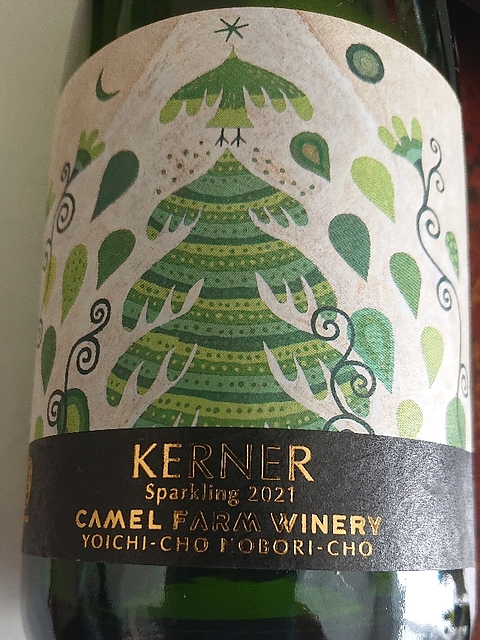 KERNER
Sparkling 2021
CAMEL FARM WINERY
YOICHI-CHO NOBORI-CHO